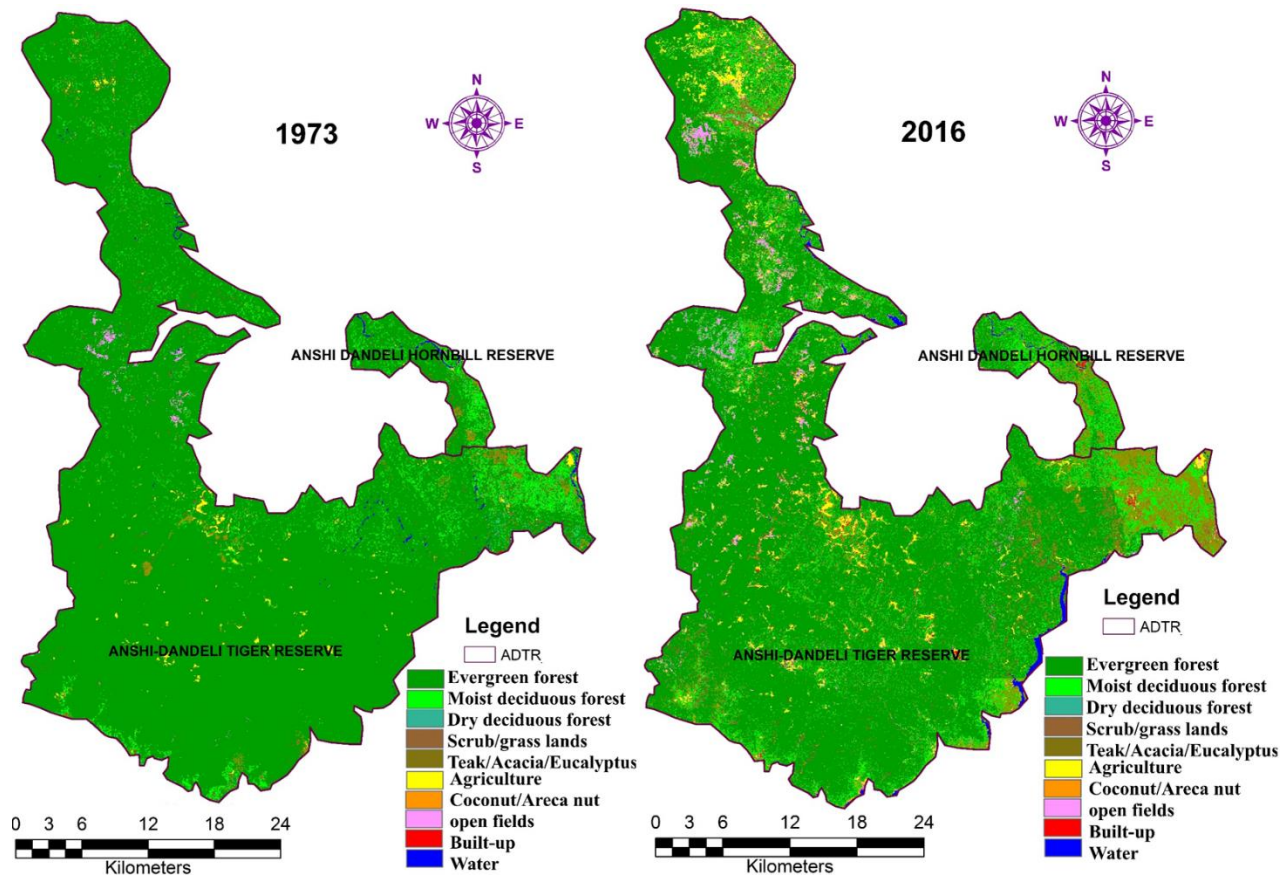 1973
N
W
E
S
ANSHI DANDELI HORNBILL RESERVE
ANSHI-DANDELI TIGER RESERVE
Legend
ADTR
Evergreen forest
Moist deciduous forest
Dry deciduous forest
Scrub/grass lands
Teak/Acacia/Eucalyptus
Agriculture
Coconut/Areca nut
open fields
Built-up
Water
0 3 6 12 18 24
Kilometers
2016
N
W
E
S
ANSHI DANDELI HORNBILL RESERVE
ANSHI-DANDELI TIGER RESERVE
Legend
ADTR
Evergreen forest
Moist deciduous forest
Dry deciduous forest
Scrub/grass lands
Teak/Acacia/Eucalyptus
Agriculture
Coconut/Areca nut
open fields
Built-up
Water
0 3 6 12 18 24
Kilometers